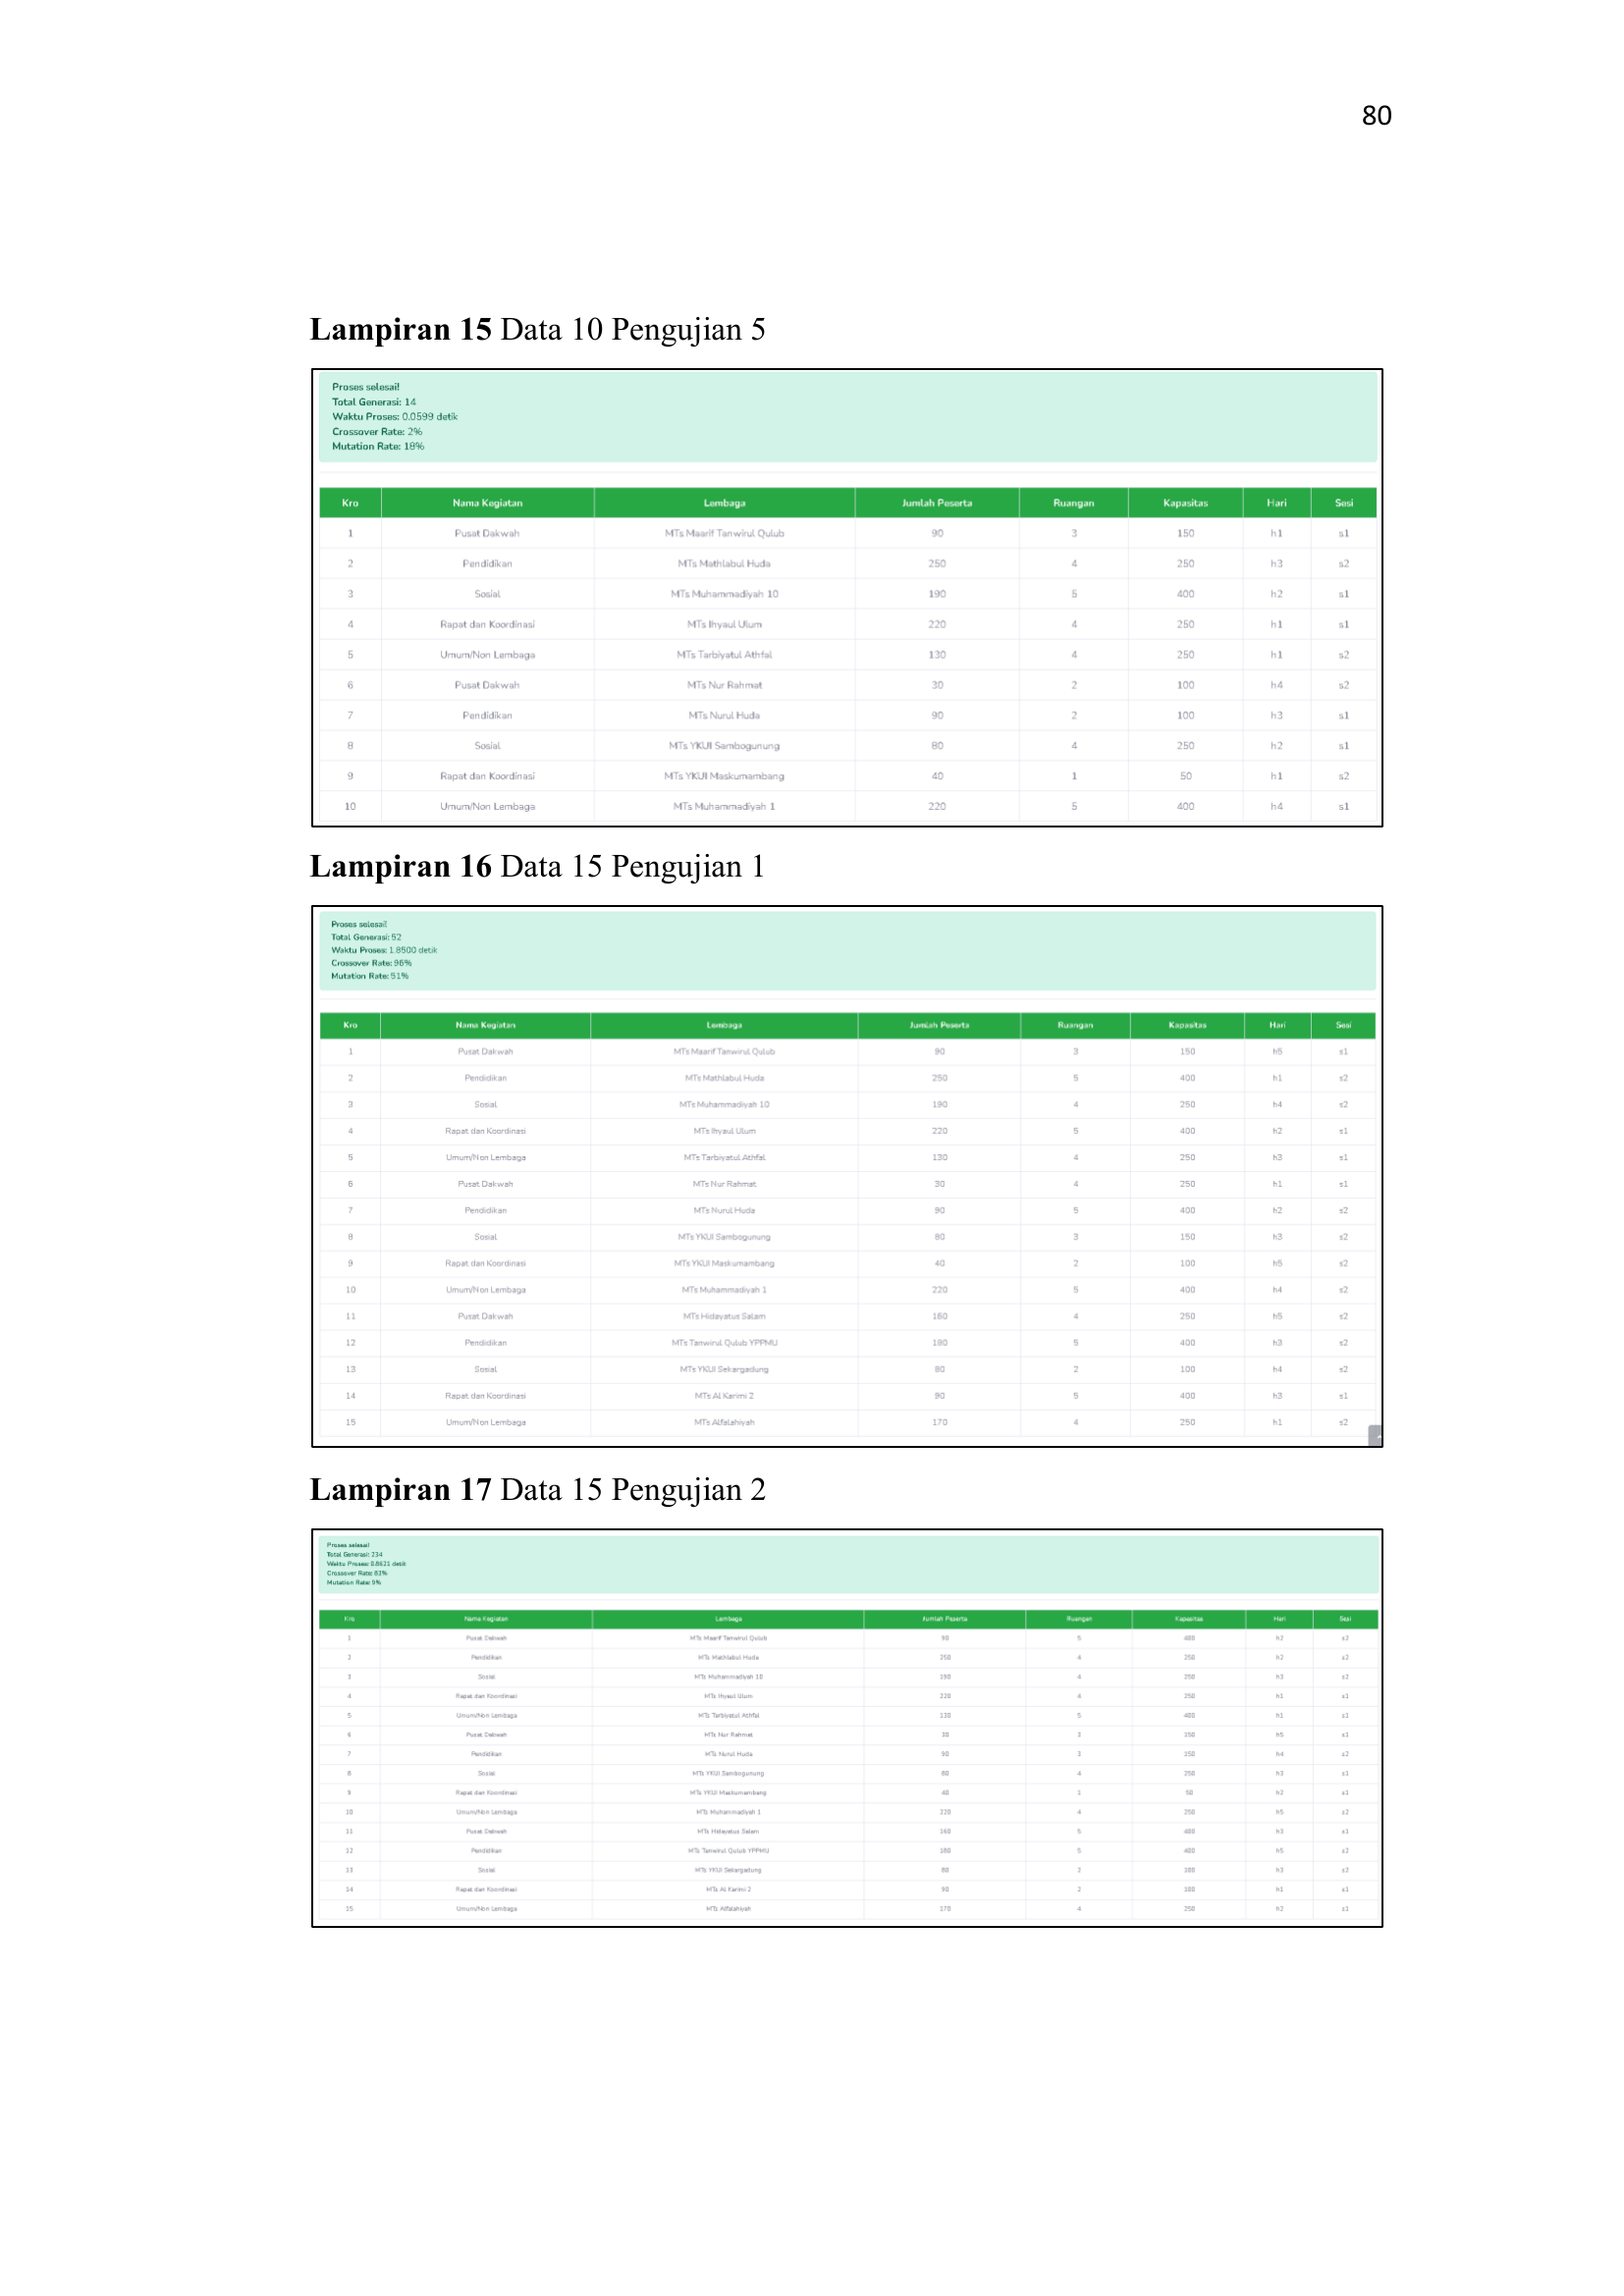 80
Lampiran 15 Data 10 Pengujian 5
Proses selesai!
Total Generasi: 14
Waktu Proses: 0.0599 detik
Crossover Rate: 2%
Mutation Rate: 18%
Kro Nama Kegiatan Lembaga Jumlah Peserta Ruangan Kapasitas Hari Sesi
1 Pusat Dakwah MTs Maarif Tanwirul Qulub 90 3 150 h1 s1
2 Pendidikan MTs Mathlabul Huda 250 4 250 h3 s2
3 Sosial MTs Muhammadiyah 10 190 5 400 h2 s1
4 Rapat dan Koordinasi MTs Ihyaul Ulum 220 4 250 h1 s1
5 Umum/Non Lembaga MTs Tarbiyatul Athfal 130 4 250 h1 s2
6 Pusat Dakwah MTs Nur Rahmat 30 2 100 h4 s2
7 Pendidikan MTs Nurul Huda 90 2 100 h3 s1
8 Sosial MTs YKUI Sambogunung 80 4 250 h2 s1
9 Rapat dan Koordinasi MTs YKUI Maskumambang 40 1 50 h1 s2
10 Umum/Non Lembaga MTs Muhammadiyah 1 220 5 400 h4 s1
Lampiran 16 Data 15 Pengujian 1
Proses selesai!
Total Generasi: 52
Waktu Proses: 1.8500 detik
Crossover Rate: 96%
Mutation Rate: 51%
Kro Nama Kegiatan Lembaga Jumlah Peserta Ruangan Kapasitas Hari Sesi
1 Pusat Dakwah MTs Maarif Tanwirul Qulub 90 3 150 h5 s1
2 Pendidikan MTs Mathlabul Huda 250 5 400 h1 s2
3 Sosial MTs Muhammadiyah 10 190 4 250 h4 s2
4 Rapat dan Koordinasi MTs Ihyaul Ulum 220 5 400 h2 s1
5 Umum/Non Lembaga MTs Tarbiyatul Athfal 130 4 250 h3 s1
6 Pusat Dakwah MTs Nur Rahmat 30 4 250 h1 s1
7 Pendidikan MTs Nurul Huda 90 5 400 h2 s2
8 Sosial MTs YKUI Sambogunung 80 3 150 h3 s2
9 Rapat dan Koordinasi MTs YKUI Maskumambang 40 2 100 h5 s2
10 Umum/Non Lembaga MTs Muhammadiyah 1 220 5 400 h4 s2
11 Pusat Dakwah MTs Hidayatus Salam 160 4 250 h5 s2
12 Pendidikan MTs Tanwirul Qulub YPPMU 180 5 400 h3 s2
13 Sosial MTs YKUI Sekargadung 80 2 100 h4 s2
14 Rapat dan Koordinasi MTs Al Karimi 2 90 5 400 h3 s1
15 Umum/Non Lembaga MTs Alfalahiyah 170 4 250 h1 s2
Lampiran 17 Data 15 Pengujian 2
Proses selesai!
Total Generasi: 234
Waktu Proses: 0.8621 detik
Crossover Rate: 83%
Mutation Rate: 9%
Kro Nama Kegiatan Lembaga Jumlah Peserta Ruangan Kapasitas Hari Sesi
1 Pusat Dakwah MTs Maarif Tanwirul Qulub 90 5 400 h2 s2
2 Pendidikan MTs Mathlabul Huda 250 4 250 h2 s2
3 Sosial MTs Muhammadiyah 10 190 4 250 h3 s2
4 Rapat dan Koordinasi MTs Ihyaul Ulum 220 4 250 h1 s1
5 Umum/Non Lembaga MTs Tarbiyatul Athfal 130 5 400 h1 s1
6 Pusat Dakwah MTs Nur Rahmat 30 3 150 h5 s1
7 Pendidikan MTs Nurul Huda 90 3 150 h4 s2
8 Sosial MTs YKUI Sambogunung 80 4 250 h3 s1
9 Rapat dan Koordinasi MTs YKUI Maskumambang 40 1 50 h2 s1
10 Umum/Non Lembaga MTs Muhammadiyah 1 220 4 250 h5 s2
11 Pusat Dakwah MTs Hidayatus Salam 160 5 400 h3 s1
12 Pendidikan MTs Tanwirul Qulub YPPMU 180 5 400 h5 s2
13 Sosial MTs YKUI Sekargadung 80 2 100 h3 s2
14 Rapat dan Koordinasi MTs Al Karimi 2 90 2 100 h1 s1
15 Umum/Non Lembaga MTs Alfalahiyah 170 4 250 h2 s1